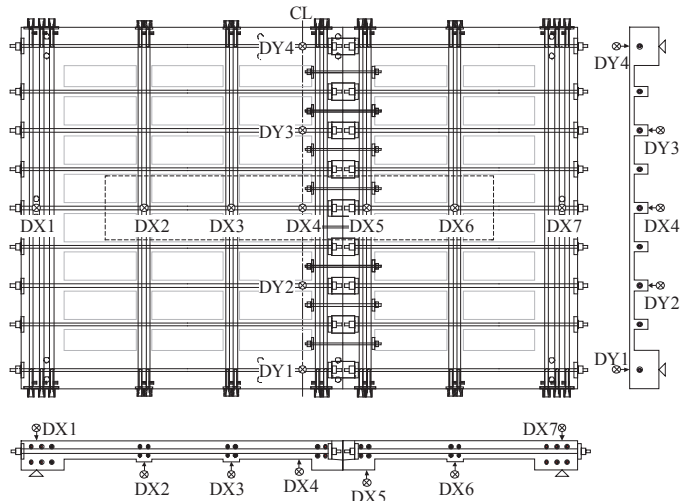 CL
DY4
DY4
DY3
DY3
DX1 DX2 DX3 DX4 DX5 DX6 DX7
DX4
DY2
DY2
DY1
DY1
DX1 DX7
DX2 DX3 DX4 DX5 DX6